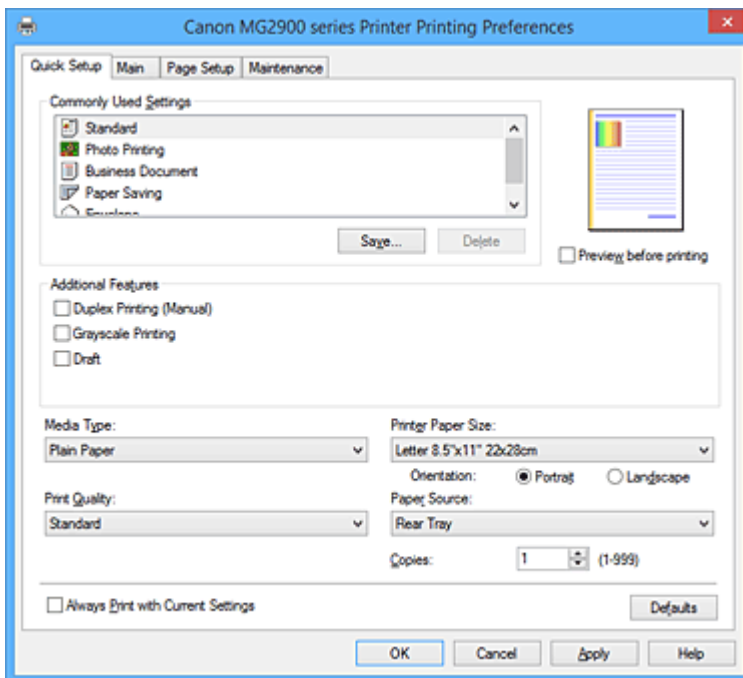 Canon MG2900 series Printer Printing Preferences
Quick Setup Main Page Setup Maintenance
Commonly Used Settings
Standard
Photo Printing
Business Document
Paper Saving
Envelope
Save... Delete
Preview before printing
Additional Features
Duplex Printing (Manual)
Grayscale Printing
Draft
Media Type:
Plain Paper
Printer Paper Size:
Letter 8.5"x11" 22x28cm
Orientation: Portrait Landscape
Print Quality:
Standard
Paper Source:
Rear Tray
Copies: 1 (1-999)
Always Print with Current Settings
Defaults
OK Cancel Apply Help